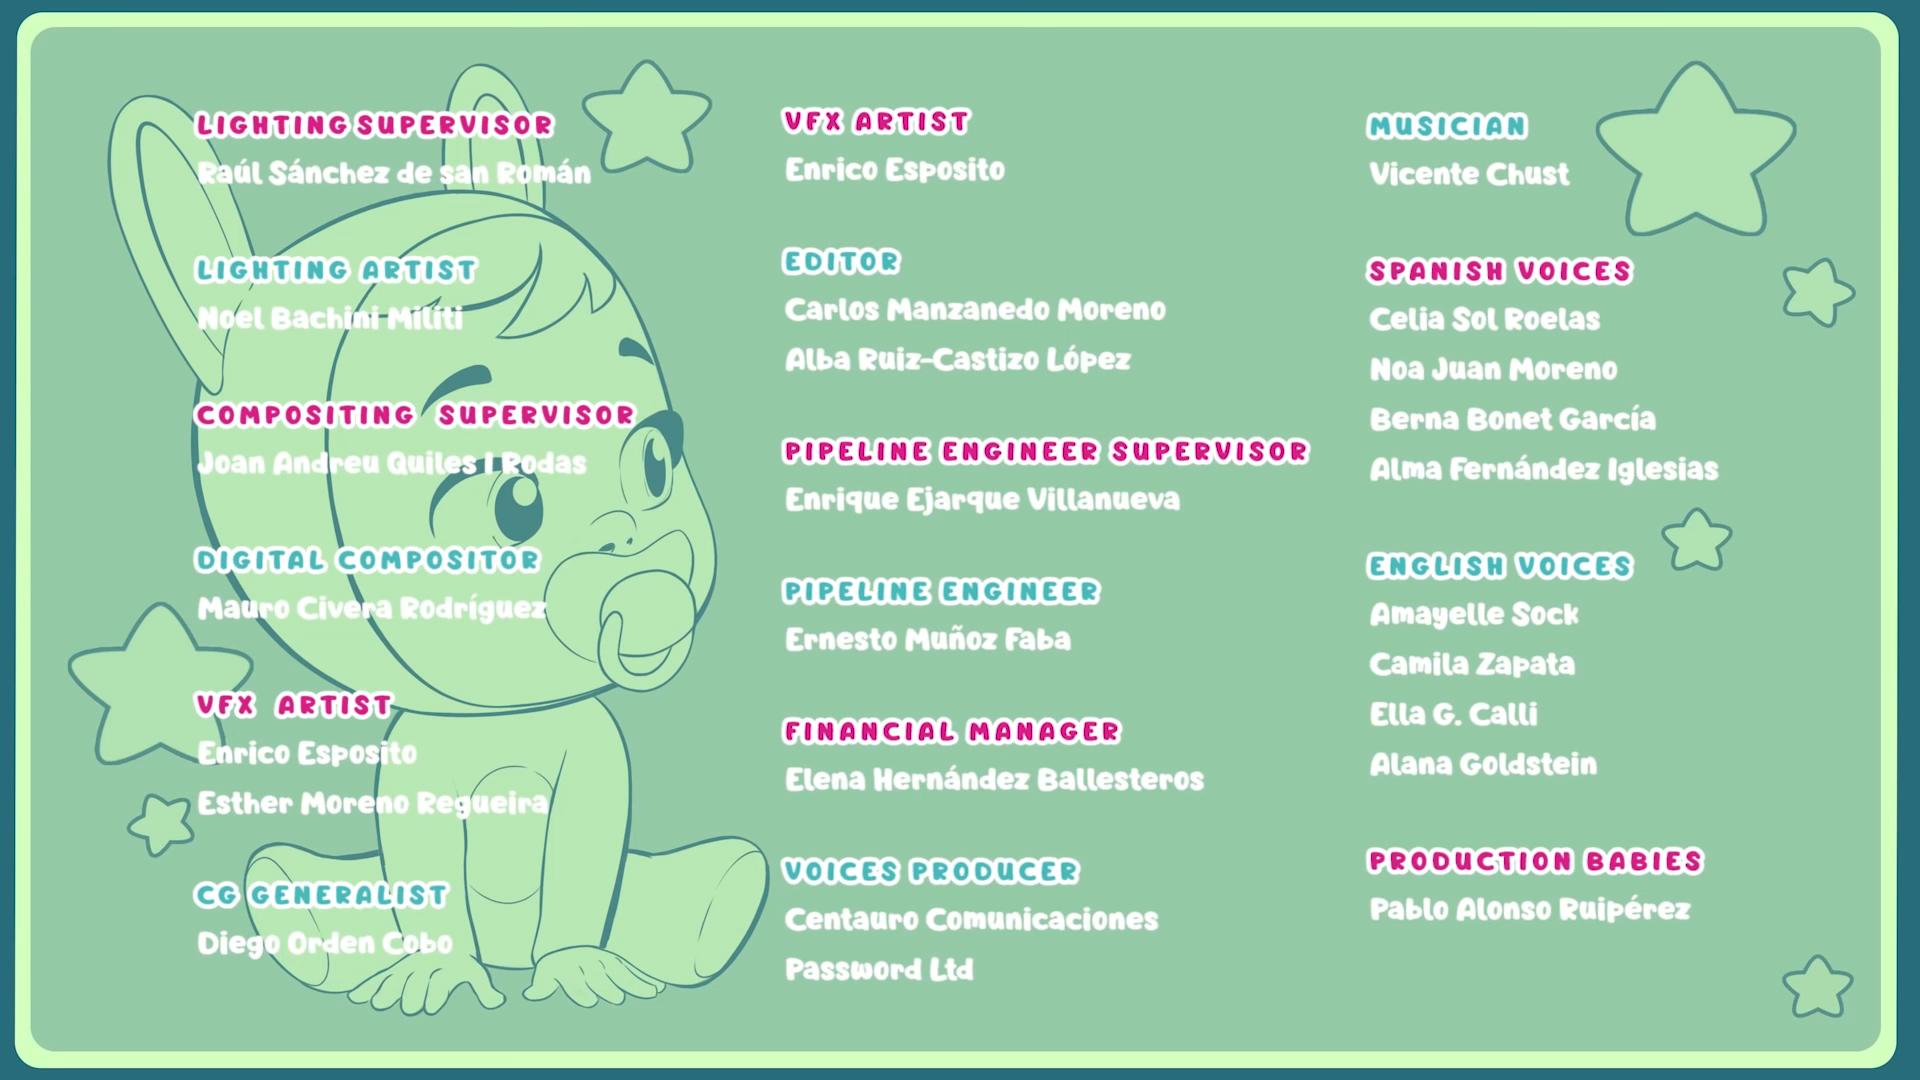 LIGHTING SUPERVISOR
Raúl Sánchez de san Román
LIGHTING ARTIST
Noel Bachini Militi
COMPOSITING SUPERVISOR
Joan Andreu Quiles I Rodas
DIGITAL COMPOSITOR
Mauro Civera Rodríguez
VFX ARTIST
Enrico Esposito
Esther Moreno Regueira
CG GENERALIST
Diego Orden Cobo
VFX ARTIST
Enrico Esposito
EDITOR
Carlos Manzanedo Moreno
Alba Ruiz-Castizo López
PIPELINE ENGINEER SUPERVISOR
Enrique Ejarque Villanueva
PIPELINE ENGINEER
Ernesto Muñoz Faba
FINANCIAL MANAGER
Elena Hernández Ballesteros
VOICES PRODUCER
Centauro Comunicaciones
Password Ltd
MUSICIAN
Vicente Chust
SPANISH VOICES
Celia Sol Roelas
Noa Juan Moreno
Berna Bonet García
Alma Fernández Iglesias
ENGLISH VOICES
Amayelle Sock
Camila Zapata
Ella G. Calli
Alana Goldstein
PRODUCTION BABIES
Pablo Alonso Ruipérez